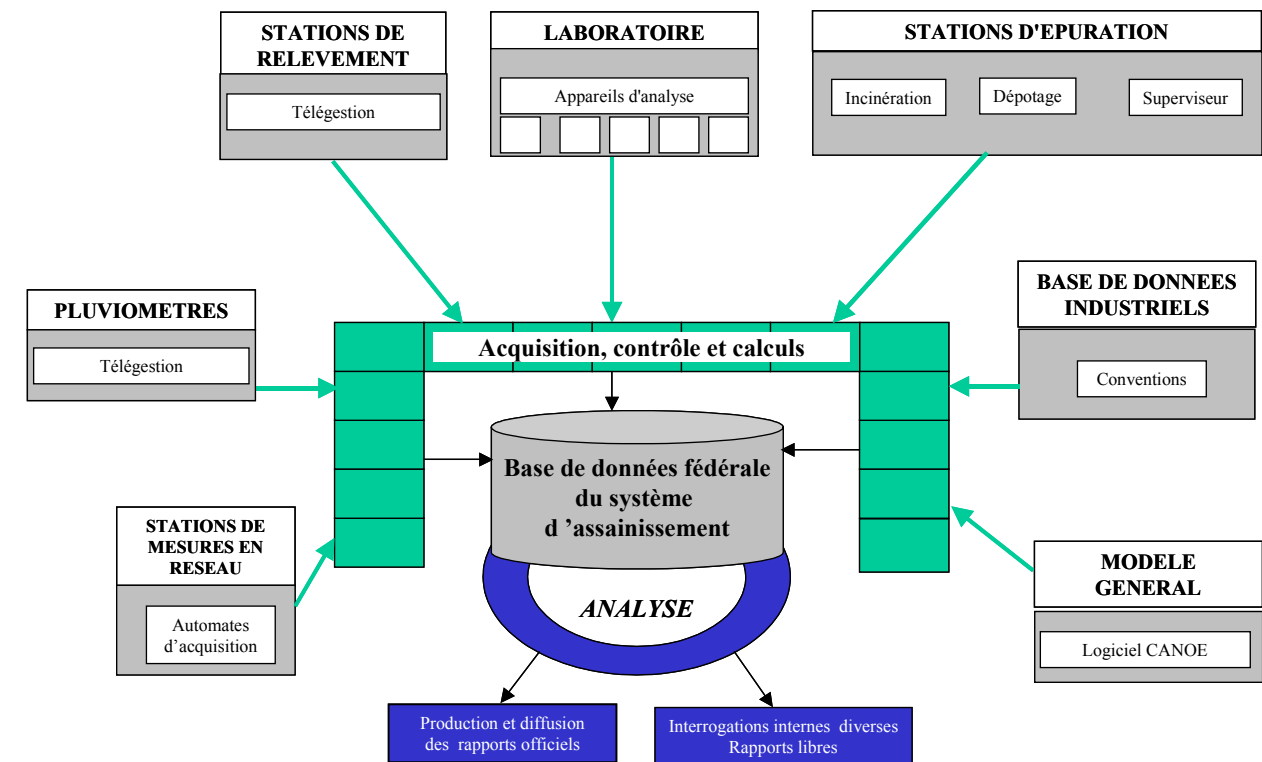 STATIONS DE
RELEVEMENT
Télégestion
LABORATOIRE
Appareils d'analyse
STATIONS D'EPURATION
Incinération
Dépotage
Superviseur
PLUVIOMETRES
Télégestion
BASE DE DONNEES
INDUSTRIELS
Conventions
Acquisition, contrôle et calculs
Base de données fédérale
du système
d ’assainissement
STATIONS DE
MESURES EN
RESEAU
Automates
d’acquisition
MODELE
GENERAL
Logiciel CANOE
ANALYSE
Production et diffusion
des rapports officiels
Interrogations internes diverses
Rapports libres